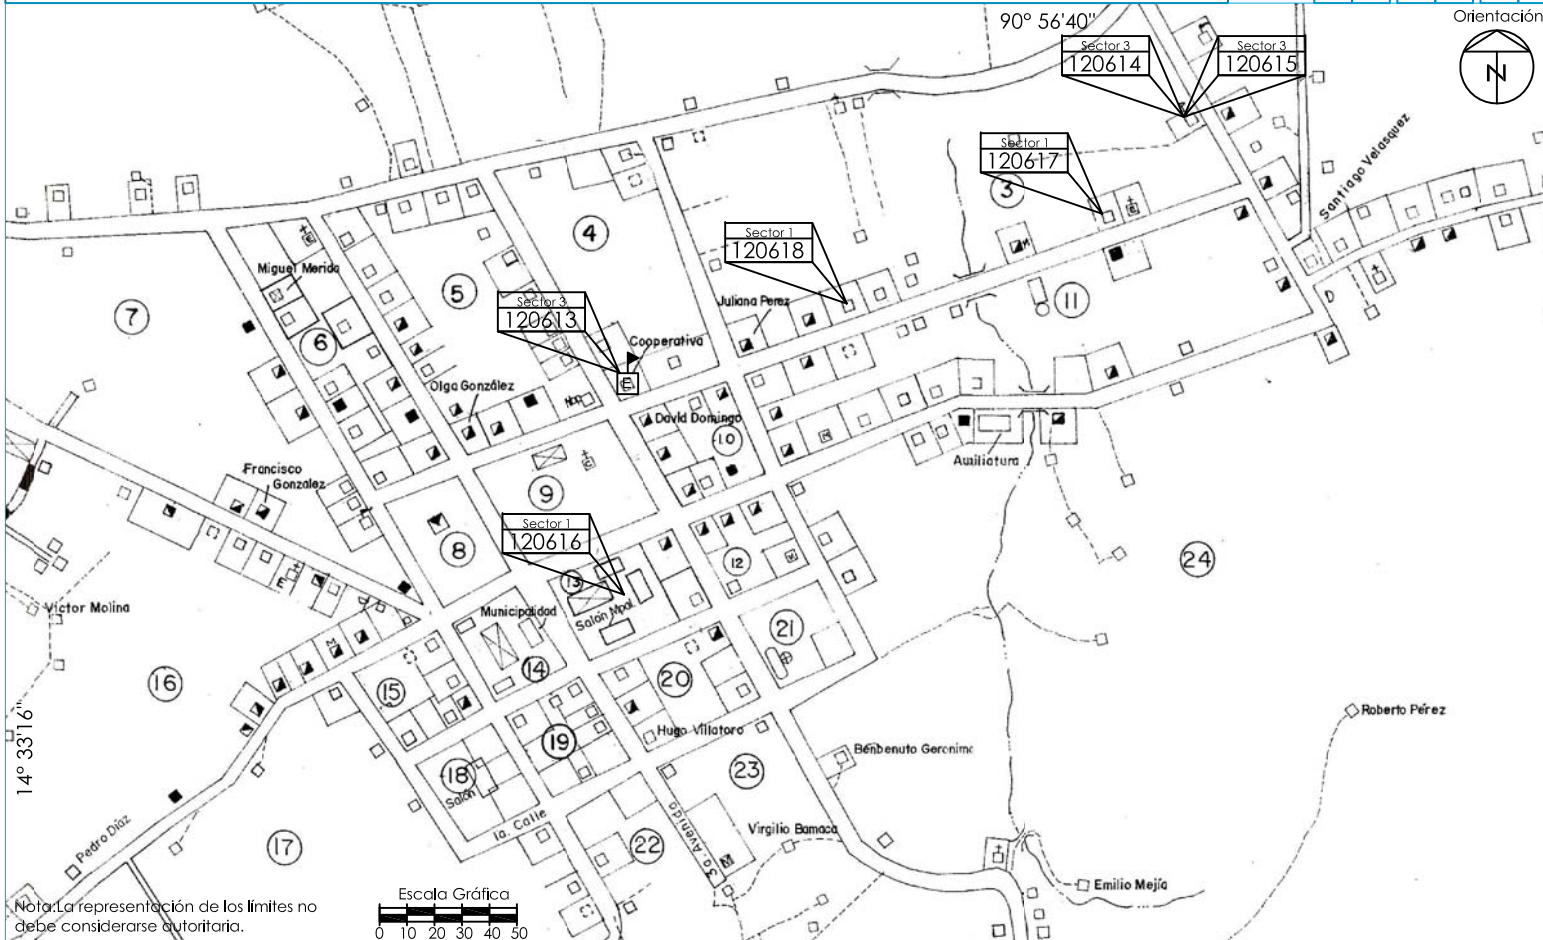 90° 56'40"
Orientación
N
Sector 3
120614
Sector 3
120615
Sector 1
120617
3
Santiago Velasquez
4
Sector 1
120618
Miguel Merida
5
Sector 3
120613
Juliana Perez
11
7
6
Cooperativa
E
Olga González
David Domingo
10
Francisco
Gonzalez
Auxiliatura
9
8
Sector 1
120616
12
24
13
Victor Molina
Municipalidad
Salón Mpal.
21
14
20
16
15
14° 33'16"
Hugo Villatoro
Roberto Pérez
19
Benbenuto Geronimo
18
Salón
23
1a. Calle
Pedro Díaz
3a. Avenida
Virgilio Bamaca
17
22
Emilio Mejía
Escala Gráfica
0 10 20 30 40 50
Nota:La representación de los límites no
debe considerarse autoritaria.